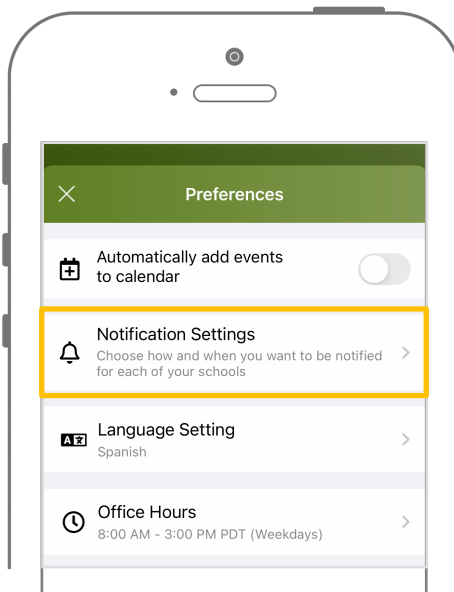 Preferences
Automatically add events
to calendar
Notification Settings
Choose how and when you want to be notified
for each of your schools
Language Setting
Spanish
Office Hours
8:00 AM - 3:00 PM PDT (Weekdays)